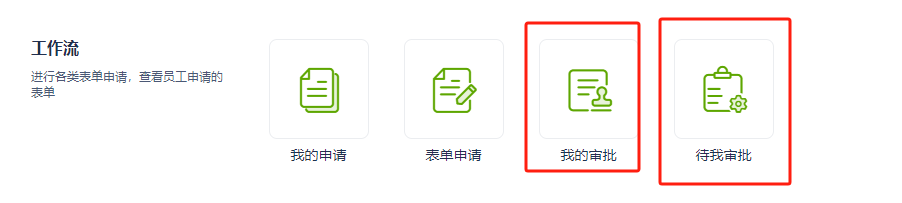 工作流
进行各类表单申请，查看员工申请的
表单
我的申请
表单申请
我的审批
待我审批